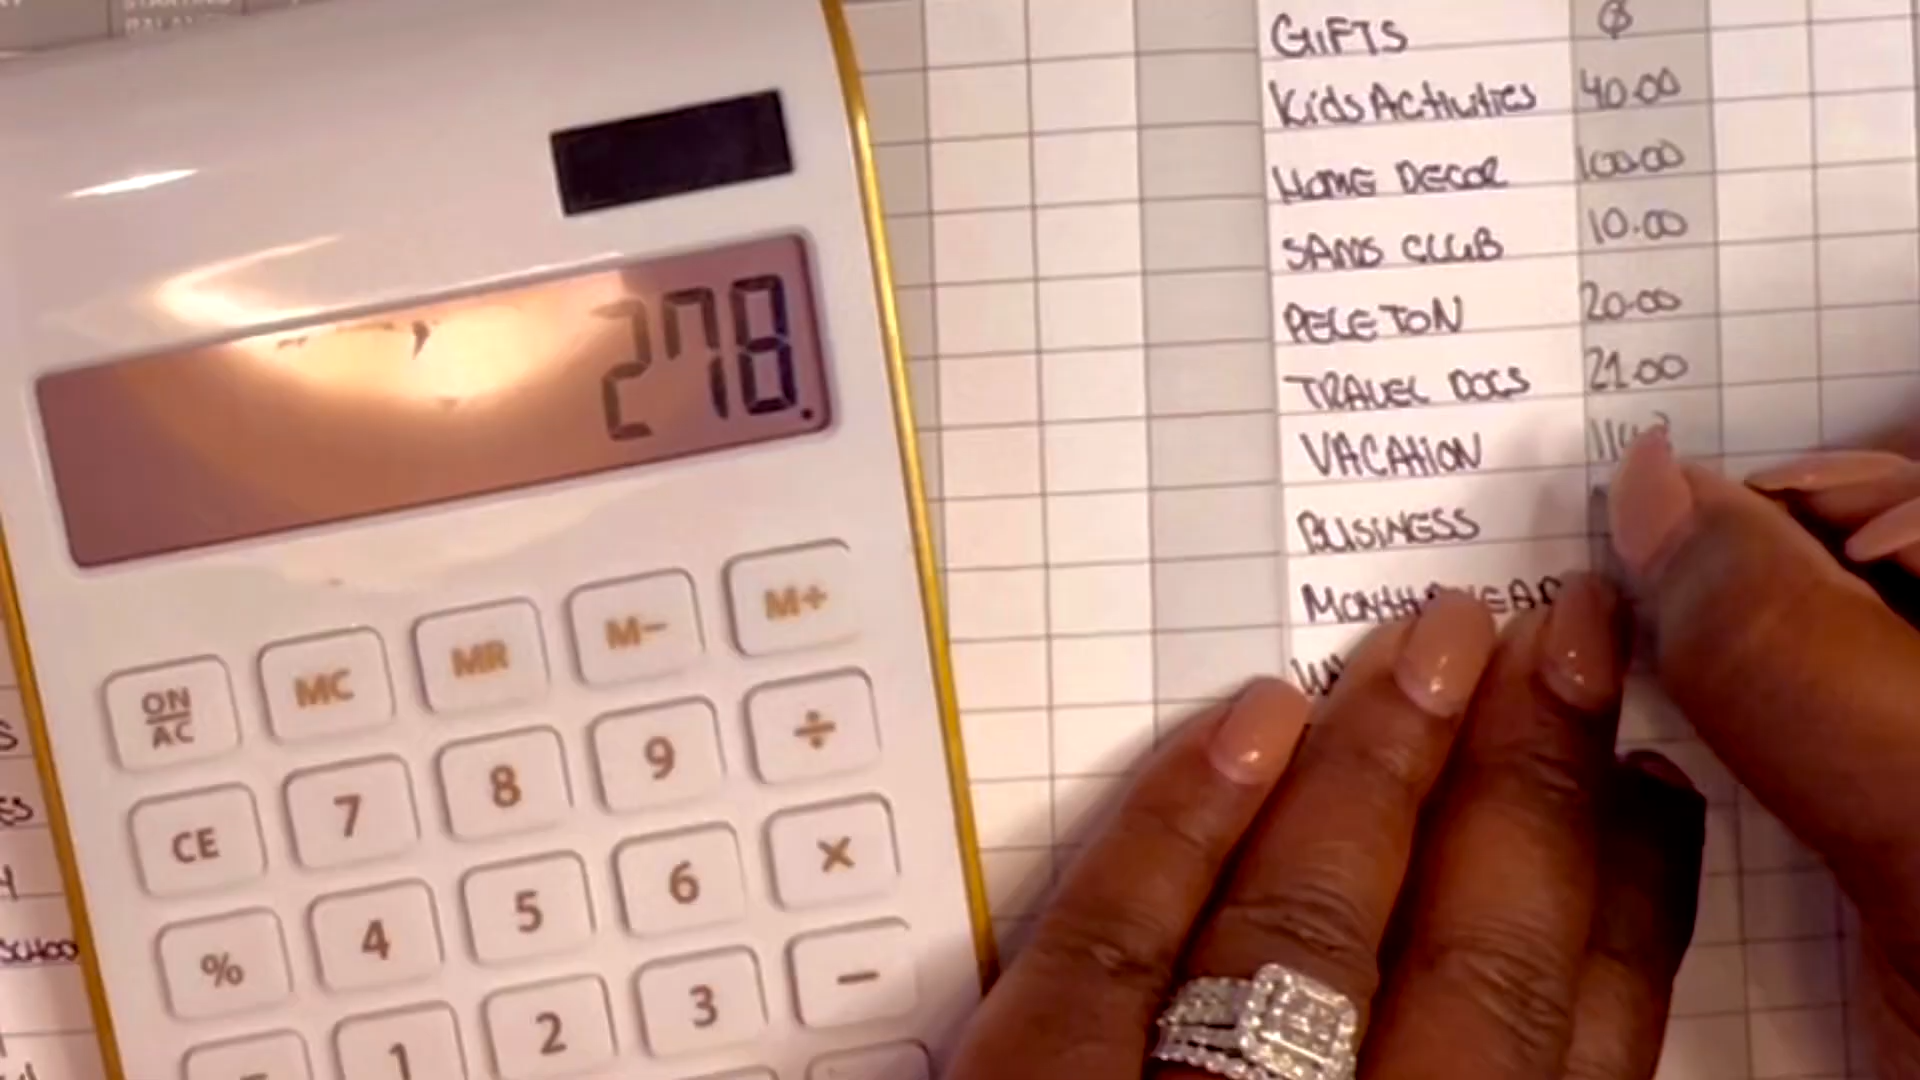 STARTING
278.
ON
AC
MC
MR
M−
M+
CE
7
8
9
÷
%
4
5
6
×
1
2
3
−
GIFTS Ø
Kids Activities 40.00
HOME DECOR 100.00
SAMS CLUB 10.00
PELETON 20.00
TRAVEL DOCS 21.00
VACATION
BUSINESS